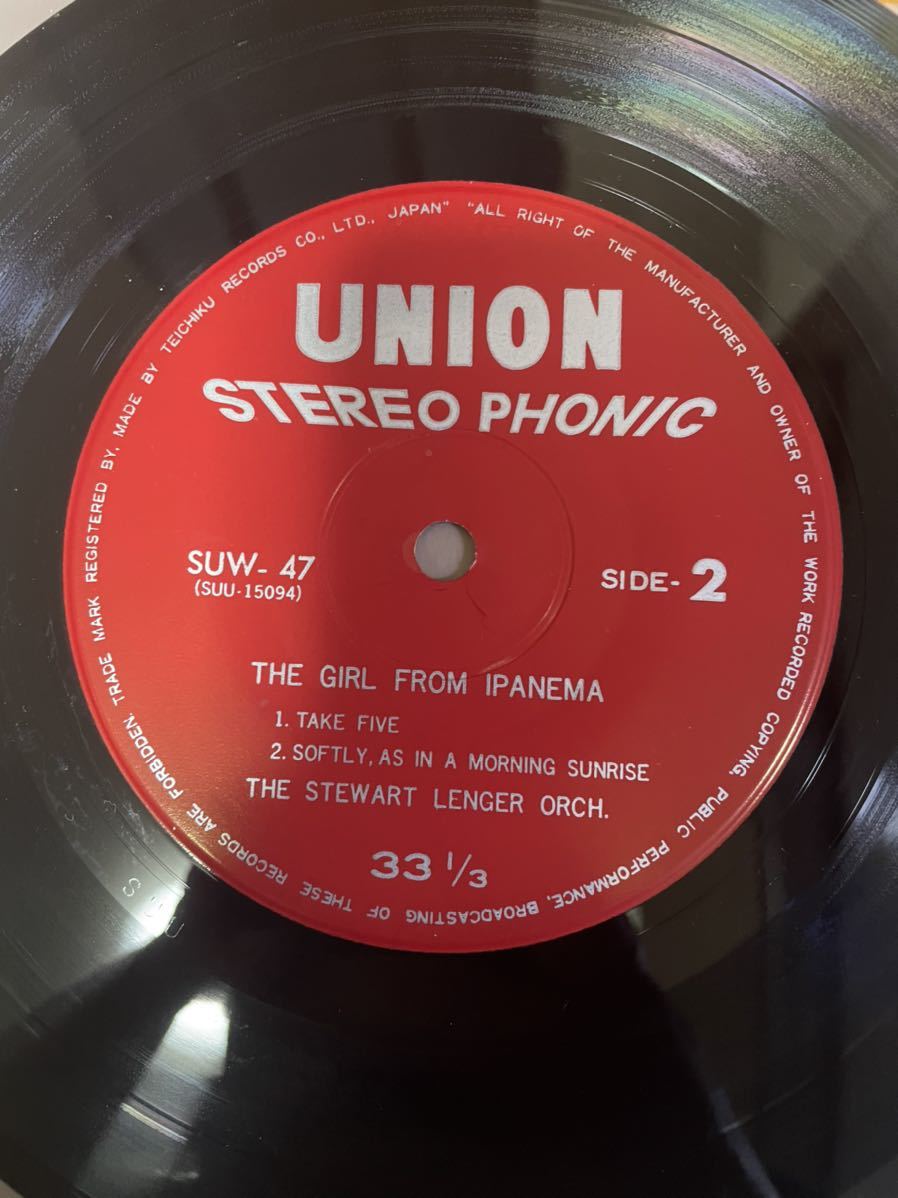 TRADE MARK REGISTERED BY, MADE BY TEICHIKU RECORDS CO., LTD., JAPAN" "ALL RIGHT OF THE MANUFACTURER AND OWNER OF THE WORK RECORDED COPYING, PUBLIC PERFORMANCE, BROADCASTING OF THESE RECORDS ARE FORBIDDEN.
UNION
STEREO PHONIC
SUW-47
(SUU-15094)
SIDE-2
THE GIRL FROM IPANEMA
1. TAKE FIVE
2. SOFTLY, AS IN A MORNING SUNRISE
THE STEWART LENGER ORCH.
33 1/3